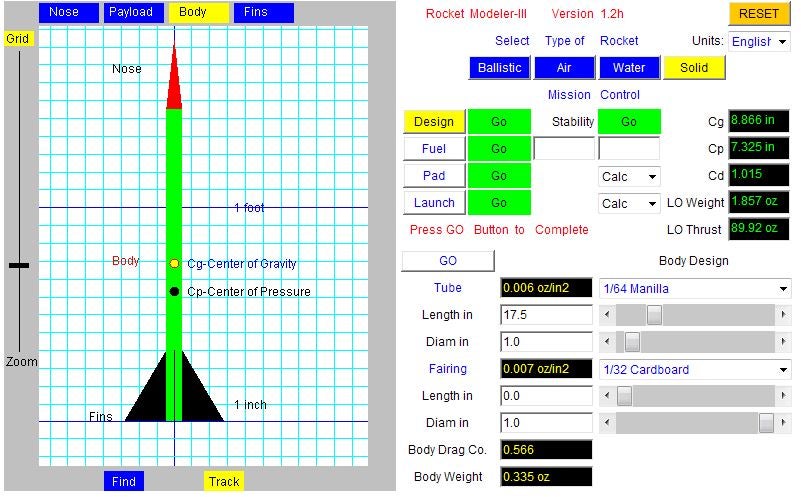 Nose Payload Body Fins
Grid
Nose
1 foot
Body
Cg-Center of Gravity
Cp-Center of Pressure
Zoom
1 inch
Fins
Find Track
Rocket Modeler-III Version 1.2h RESET
Select Type of Rocket Units: English
Ballistic Air Water Solid
Mission Control
Design Go Stability Go Cg 8.866 in
Fuel Go Cp 7.325 in
Pad Go Calc Cd 1.015
Launch Go Calc LO Weight 1.857 oz
Press GO Button to Complete LO Thrust 89.92 oz
GO Body Design
Tube 0.006 oz/in2 1/64 Manilla
Length in 17.5
Diam in 1.0
Fairing 0.007 oz/in2 1/32 Cardboard
Length in 0.0
Diam in 1.0
Body Drag Co. 0.566
Body Weight 0.335 oz